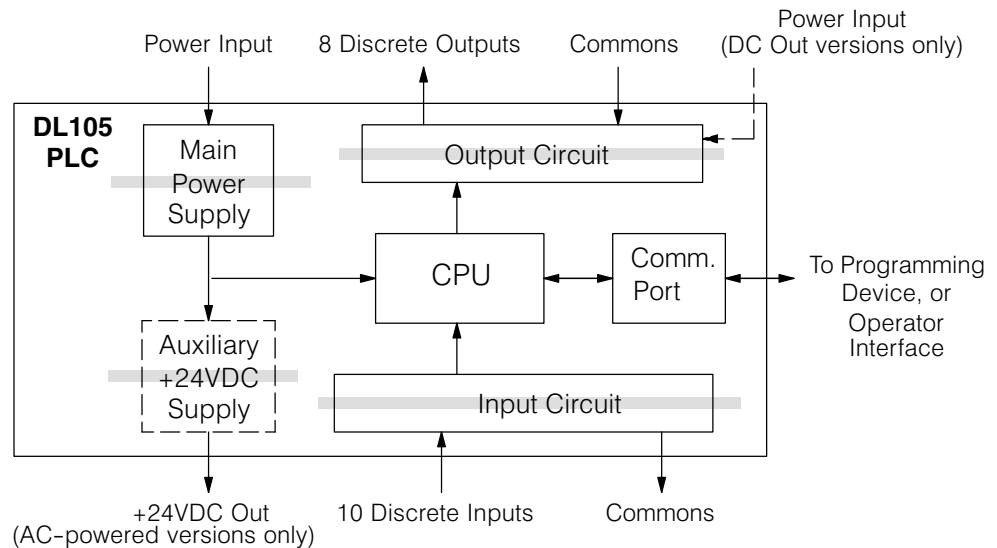 Power Input
8 Discrete Outputs
Commons
Power Input
(DC Out versions only)
DL105
PLC
Main
Power
Supply
Output Circuit
CPU
Comm.
Port
To Programming
Device, or
Operator
Interface
Auxiliary
+24VDC
Supply
Input Circuit
+24VDC Out
(AC-powered versions only)
10 Discrete Inputs
Commons